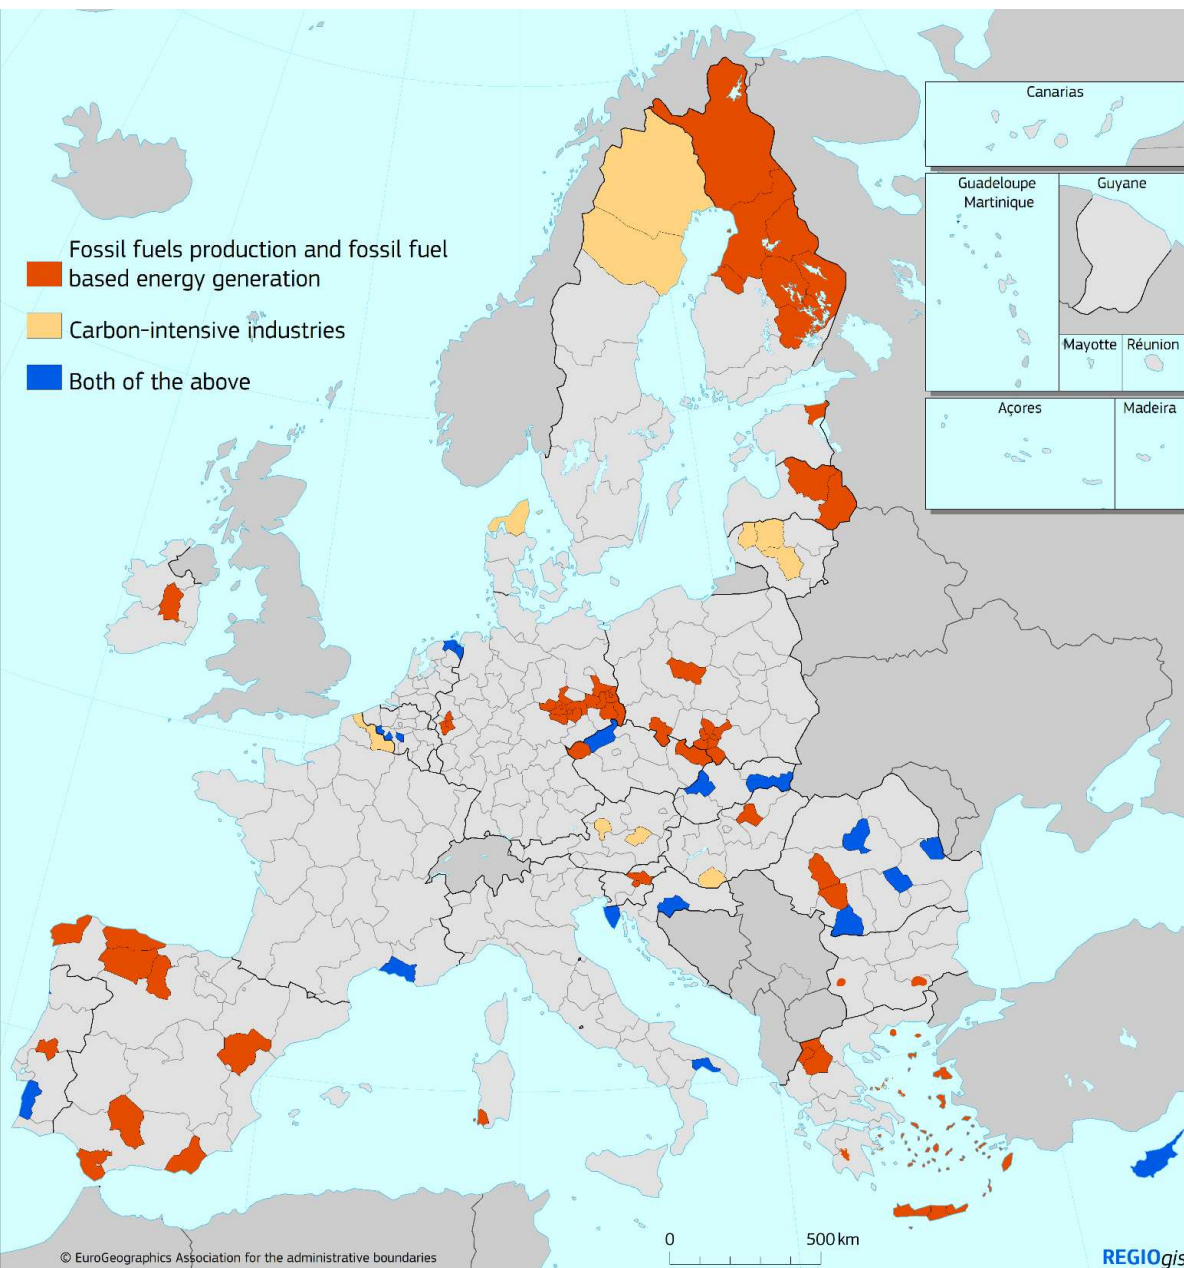 Fossil fuels production and fossil fuel
based energy generation
Carbon-intensive industries
Both of the above
Canarias
Guadeloupe
Martinique
Guyane
Mayotte
Réunion
Açores
Madeira
0
500 km
© EuroGeographics Association for the administrative boundaries
REGIOgis